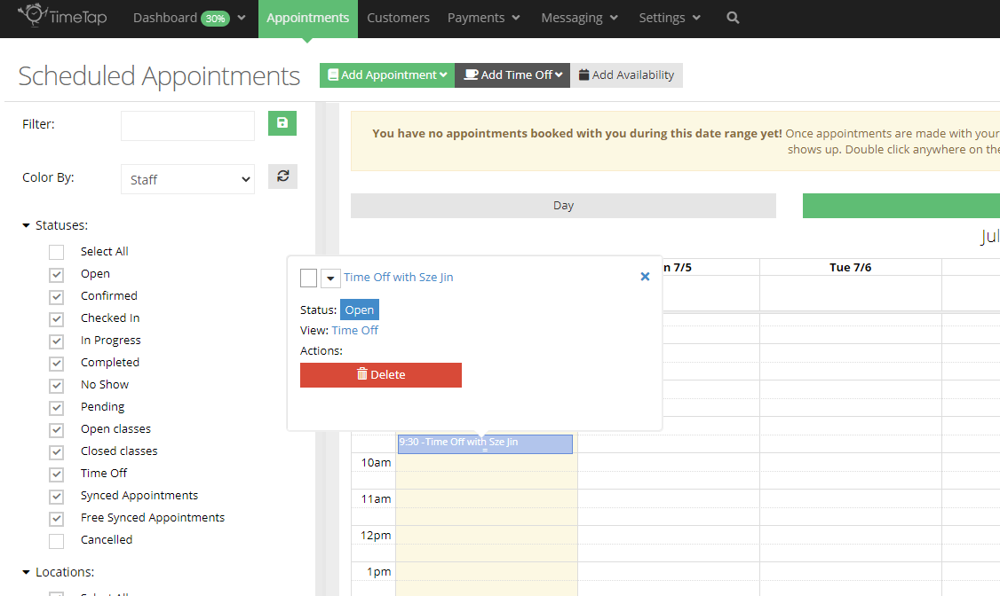 TimeTap
Dashboard 30%
Appointments
Customers
Payments
Messaging
Settings
Scheduled Appointments
Add Appointment
Add Time Off
Add Availability
Filter:
Color By:
Staff
Statuses:
Select All
Open
Confirmed
Checked In
In Progress
Completed
No Show
Pending
Open classes
Closed classes
Time Off
Synced Appointments
Free Synced Appointments
Cancelled
Locations:
You have no appointments booked with you during this date range yet! Once appointments are made with your
shows up. Double click anywhere on the
Day
Jul
n 7/5
Tue 7/6
Time Off with Sze Jin
Status: Open
View: Time Off
Actions:
Delete
9:30 -Time Off with Sze Jin
10am
11am
12pm
1pm